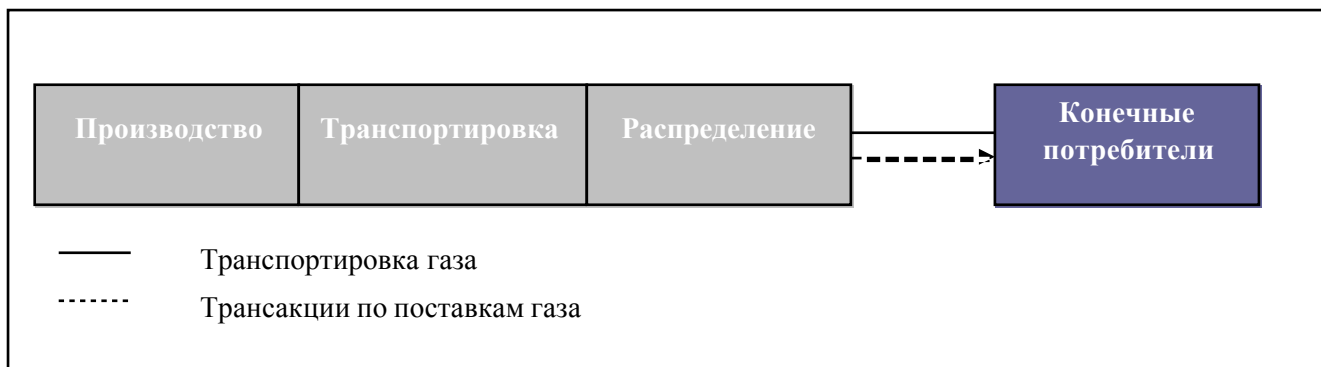 Производство
Транспортировка
Распределение
Конечные
потребители
Транспортировка газа
Трансакции по поставкам газа